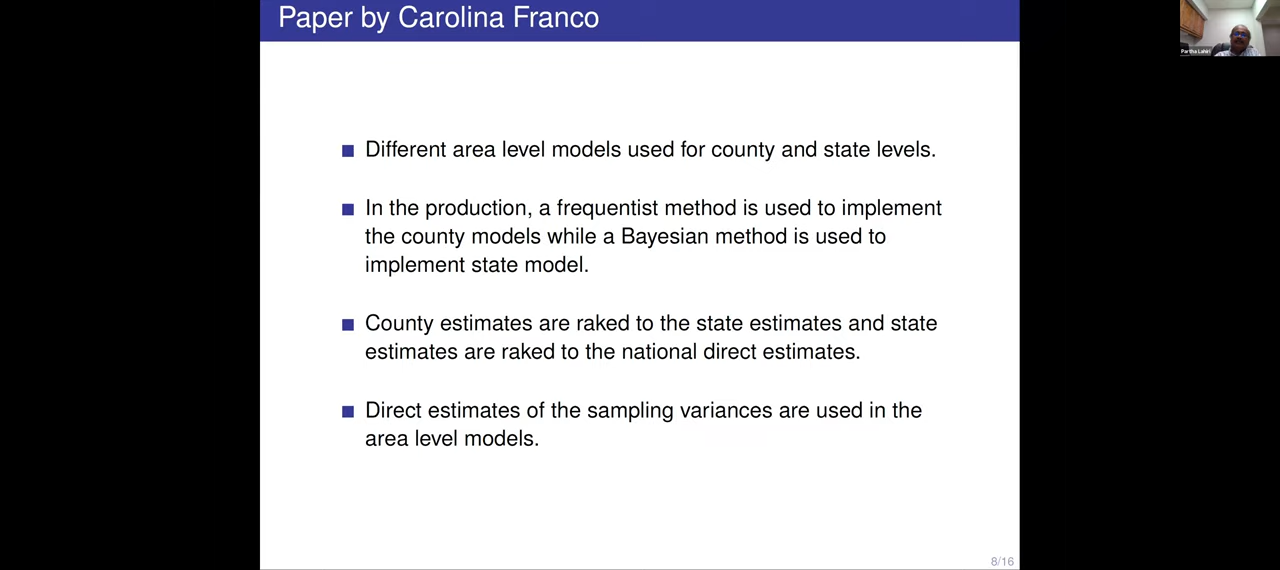 Paper by Carolina Franco
Different area level models used for county and state levels.
In the production, a frequentist method is used to implement
the county models while a Bayesian method is used to
implement state model.
County estimates are raked to the state estimates and state
estimates are raked to the national direct estimates.
Direct estimates of the sampling variances are used in the
area level models.
8/16
Partha Lahiri